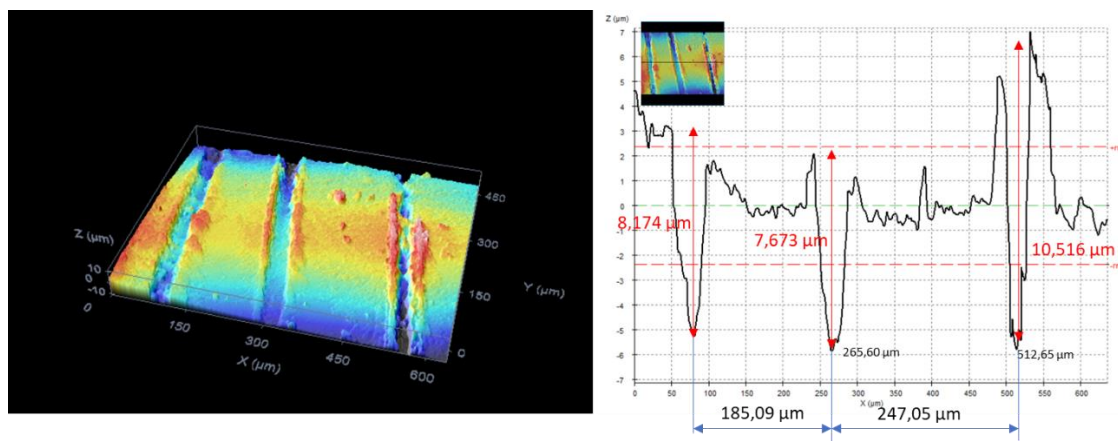 Z (µm)
10
0
-10
0
150
300
450
600
X (µm)
450
300
150
0
Y (µm)
Z (µm)
7
6
5
4
3
2
1
0
-1
-2
-3
-4
-5
-6
-7
8,174 µm
7,673 µm
10,516 µm
265,60 µm
512,65 µm
0 50 100 150 200 250 300 350 400 450 500 550 600
X (µm)
185,09 µm
247,05 µm